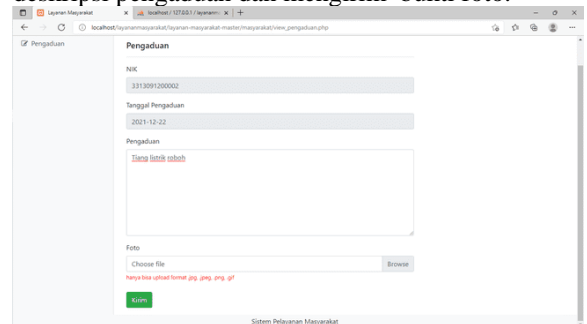 deskripsi pengaduan dan mengirim bukti foto.
Layanan Masyarakat
localhost / 127.0.0.1 / layananm
localhost/layananmasyarakat/layanan-masyarakat-master/masyarakat/view_pengaduan.php
Pengaduan
Pengaduan
NIK
3313091200002
Tanggal Pengaduan
2021-12-22
Pengaduan
Tiang listrik roboh
Foto
Choose file
Browse
hanya bisa upload format .jpg, .jpeg, .png, .gif
Kirim
Sistem Pelayanan Masyarakat